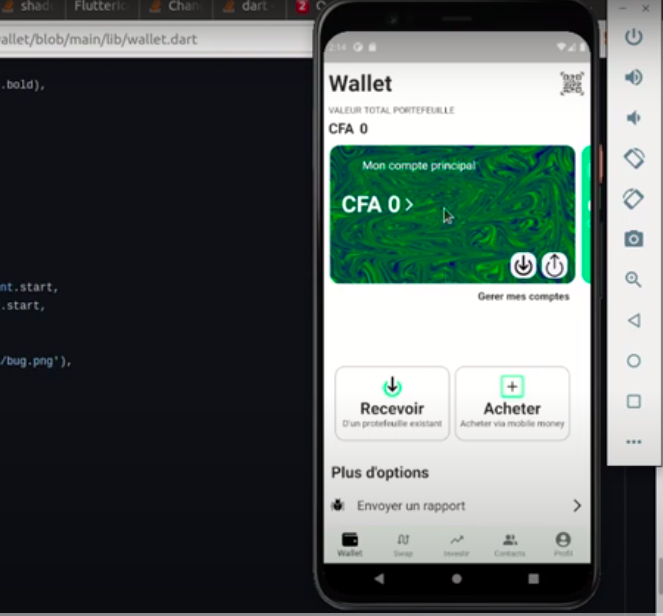 shad
Flutteric
Chan
dart
2
allet/blob/main/lib/wallet.dart
.bold),
nt.start,
.start,
/bug.png'),
2:14
Wallet
VALEUR TOTAL PORTEFEUILLE
CFA 0
Mon compte principal
CFA 0 >
Gerer mes comptes
Recevoir
D'un protefeuille existant
Acheter
Acheter via mobile money
Plus d'options
Envoyer un rapport
Wallet
Swap
Investir
Contacts
Profil